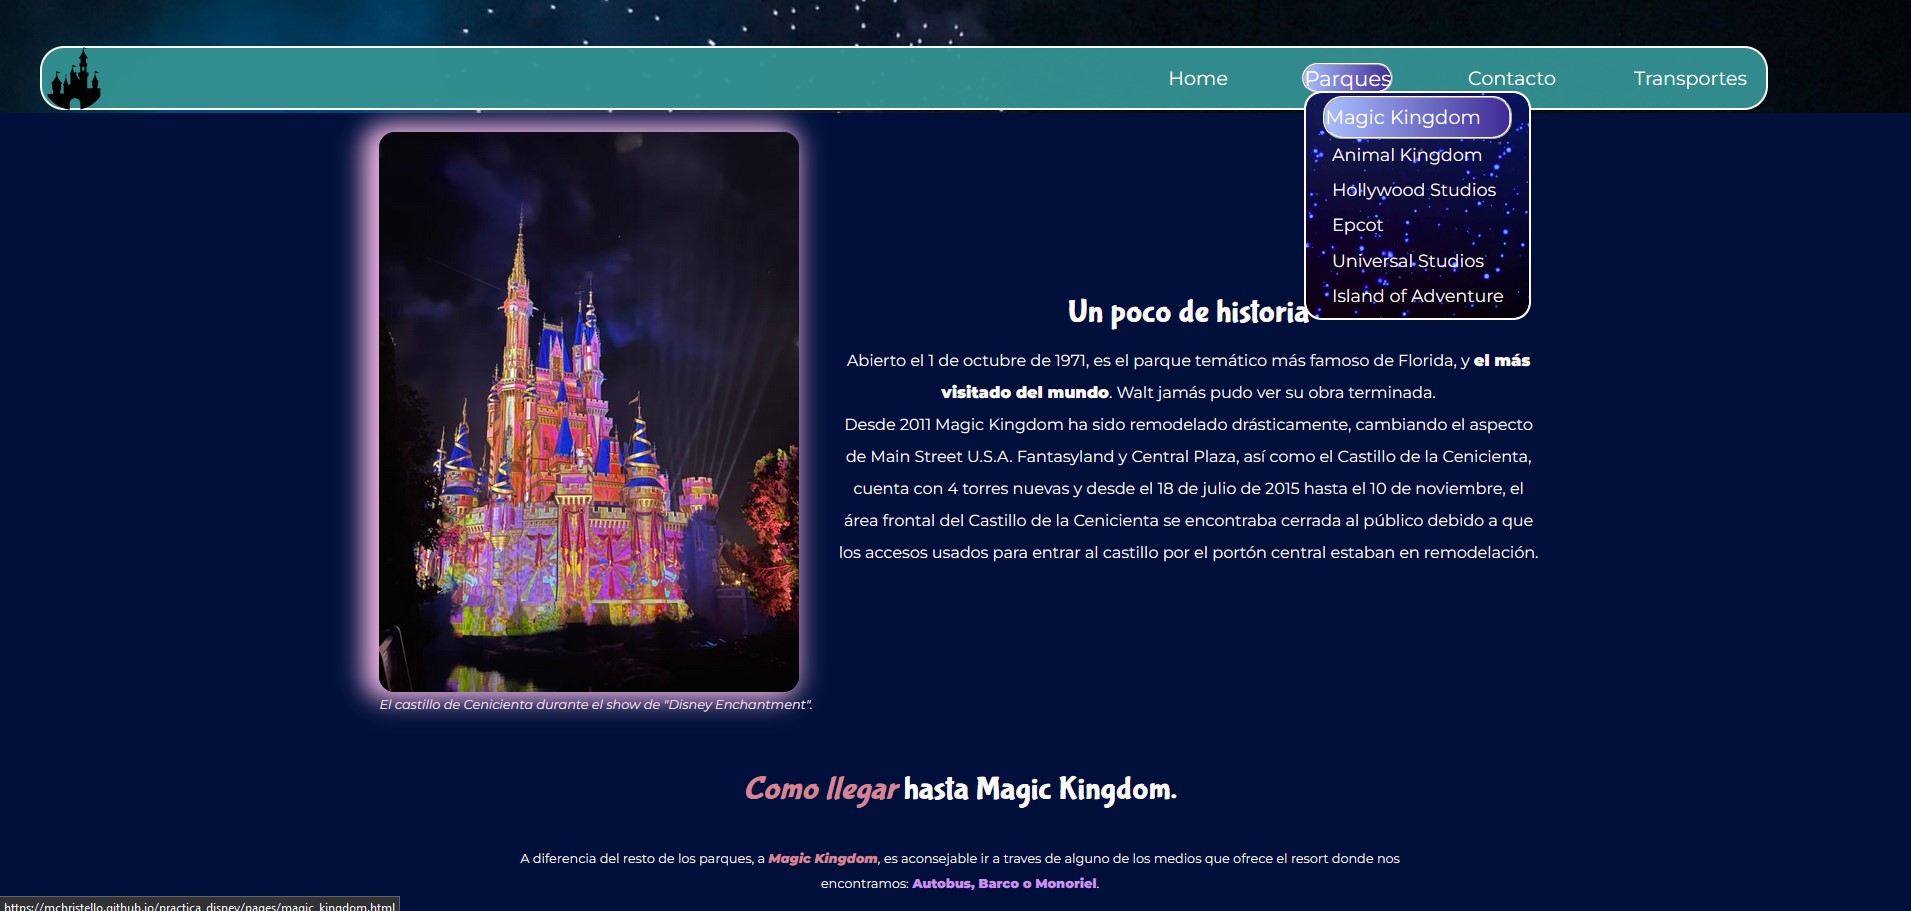 Home
Parques
Contacto
Transportes
Magic Kingdom
Animal Kingdom
Hollywood Studios
Epcot
Universal Studios
Island of Adventure
Un poco de historia
Abierto el 1 de octubre de 1971, es el parque temático más famoso de Florida, y el más
visitado del mundo. Walt jamás pudo ver su obra terminada.
Desde 2011 Magic Kingdom ha sido remodelado drásticamente, cambiando el aspecto
de Main Street U.S.A. Fantasyland y Central Plaza, así como el Castillo de la Cenicienta,
cuenta con 4 torres nuevas y desde el 18 de julio de 2015 hasta el 10 de noviembre, el
área frontal del Castillo de la Cenicienta se encontraba cerrada al público debido a que
los accesos usados para entrar al castillo por el portón central estaban en remodelación.
El castillo de Cenicienta durante el show de "Disney Enchantment".
Como llegar hasta Magic Kingdom.
A diferencia del resto de los parques, a Magic Kingdom, es aconsejable ir a traves de alguno de los medios que ofrece el resort donde nos
encontramos: Autobus, Barco o Monoriel.
https://mchristello.github.io/practica_disney/pages/magic_kingdom.html